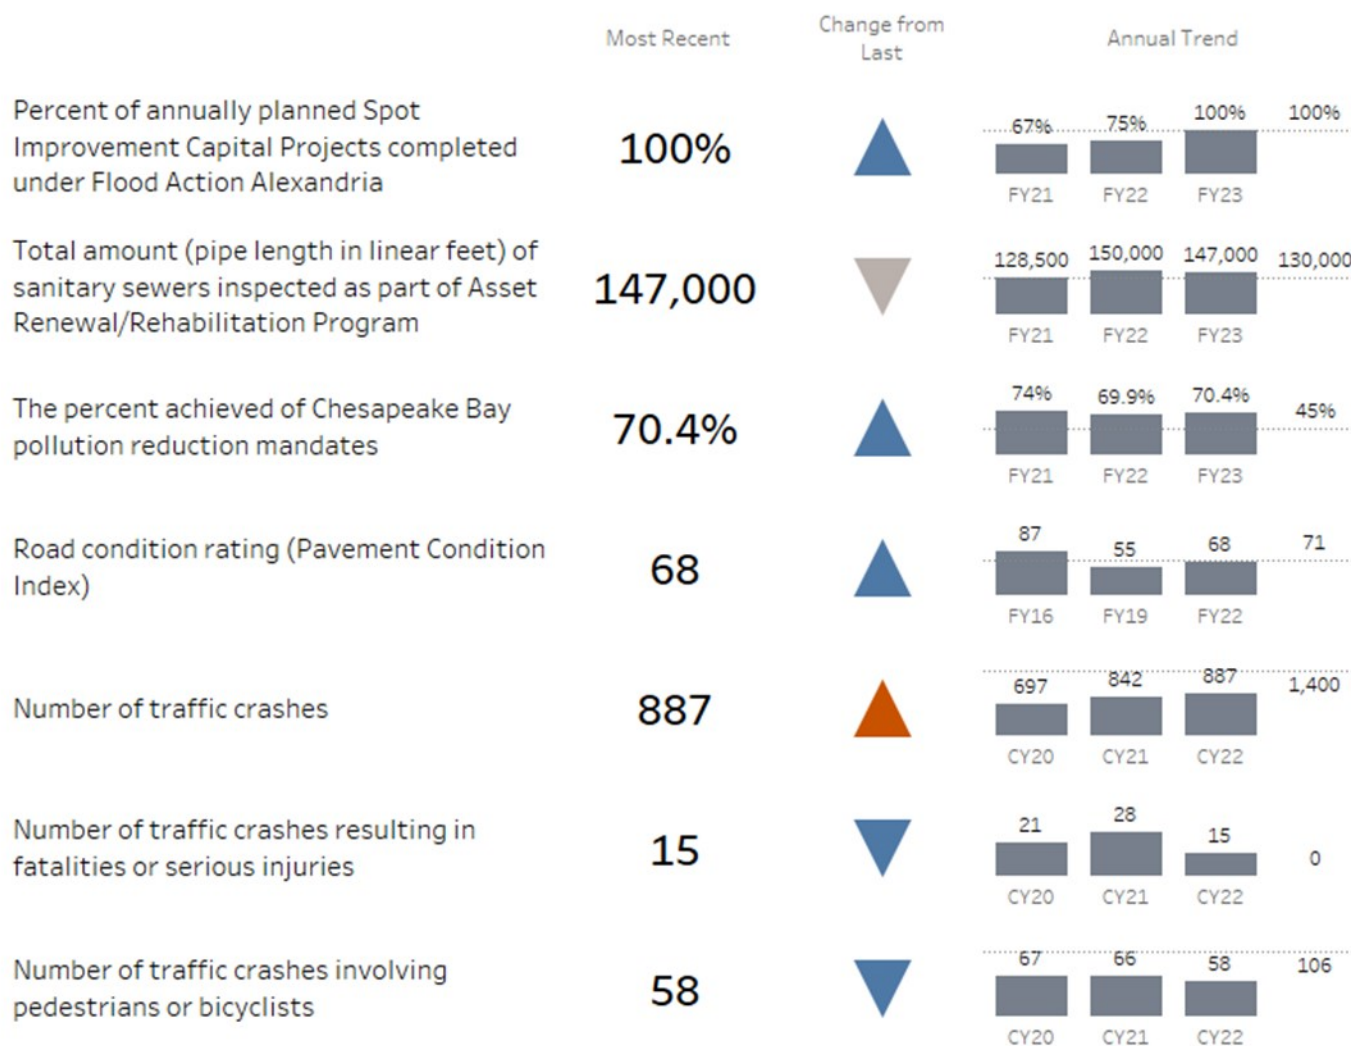 Most Recent
Change from
Last
Annual Trend
Percent of annually planned Spot
Improvement Capital Projects completed
under Flood Action Alexandria
100%
67%
75%
100%
100%
FY21
FY22
FY23
Total amount (pipe length in linear feet) of
sanitary sewers inspected as part of Asset
Renewal/Rehabilitation Program
147,000
128,500
150,000
147,000
130,000
FY21
FY22
FY23
The percent achieved of Chesapeake Bay
pollution reduction mandates
70.4%
74%
69.9%
70.4%
45%
FY21
FY22
FY23
Road condition rating (Pavement Condition
Index)
68
87
55
68
71
FY16
FY19
FY22
Number of traffic crashes
887
697
842
887
1,400
CY20
CY21
CY22
Number of traffic crashes resulting in
fatalities or serious injuries
15
21
28
15
0
CY20
CY21
CY22
Number of traffic crashes involving
pedestrians or bicyclists
58
67
66
58
106
CY20
CY21
CY22